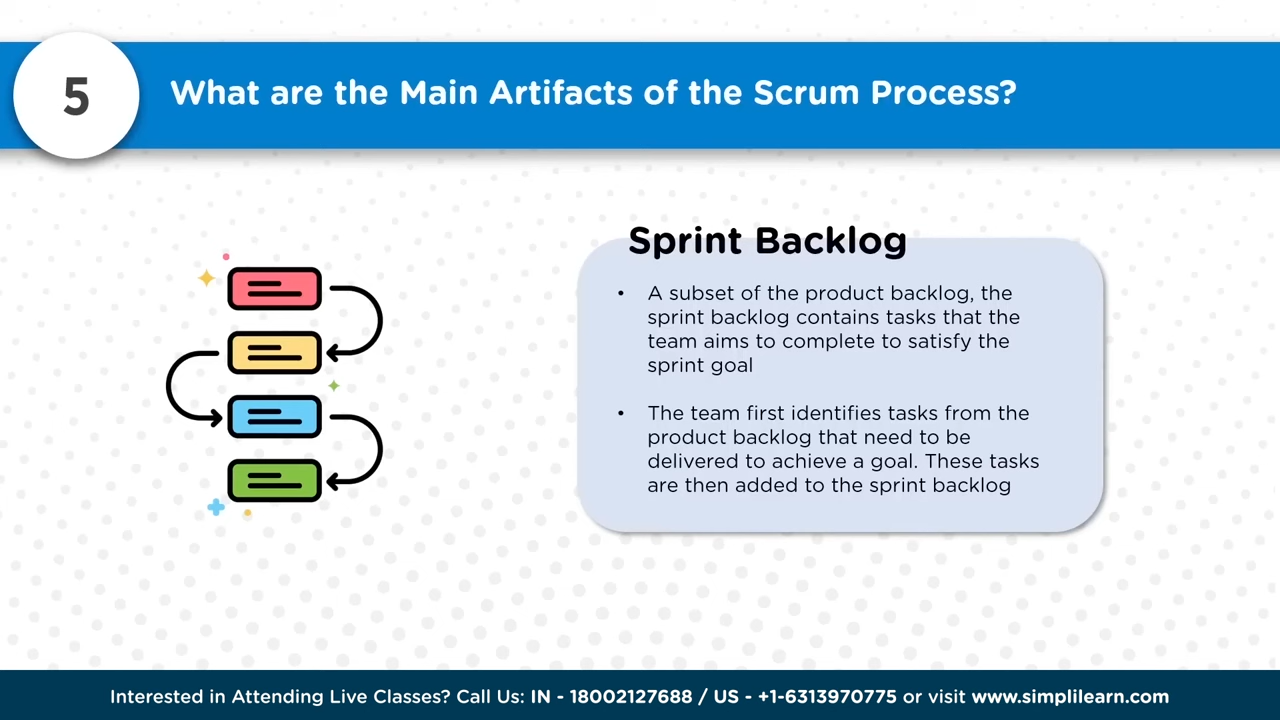 5
What are the Main Artifacts of the Scrum Process?
Sprint Backlog
• A subset of the product backlog, the
sprint backlog contains tasks that the
team aims to complete to satisfy the
sprint goal
• The team first identifies tasks from the
product backlog that need to be
delivered to achieve a goal. These tasks
are then added to the sprint backlog
Interested in Attending Live Classes? Call Us: IN - 18002127688 / US - +1-6313970775 or visit www.simplilearn.com